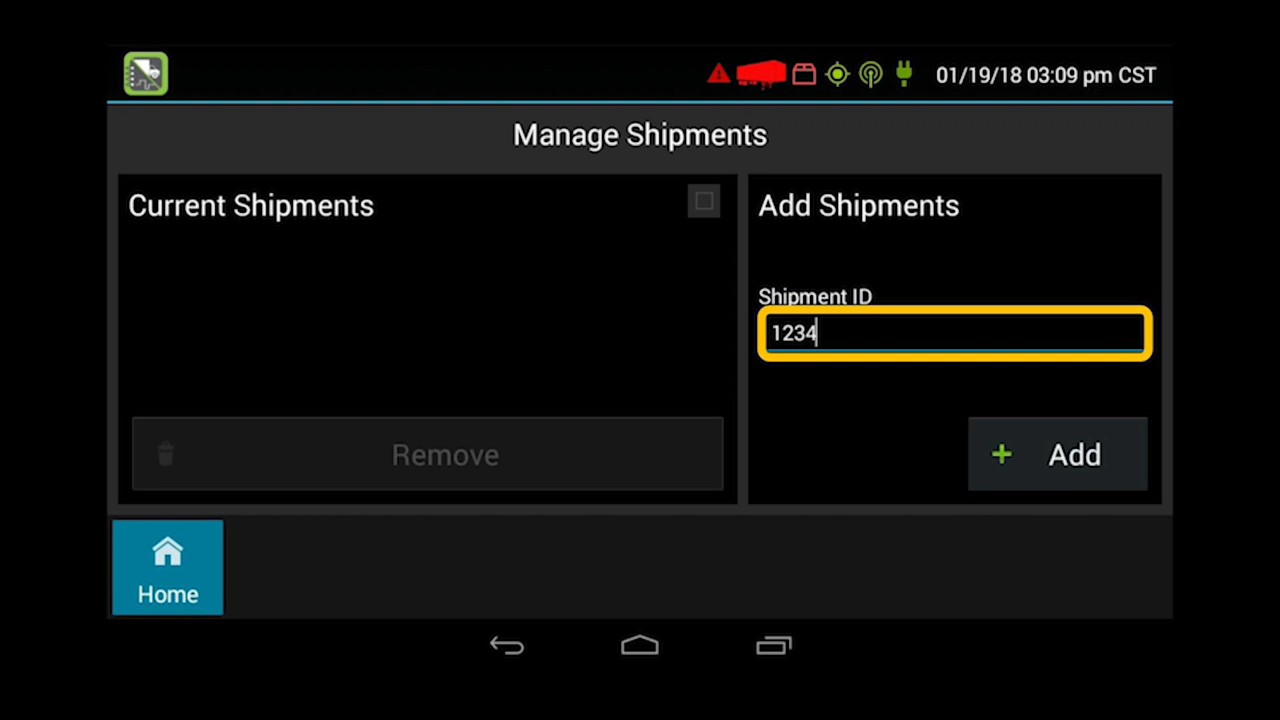 01/19/18 03:09 pm CST
Manage Shipments
Current Shipments
Add Shipments
Shipment ID
1234
Remove
Add
Home